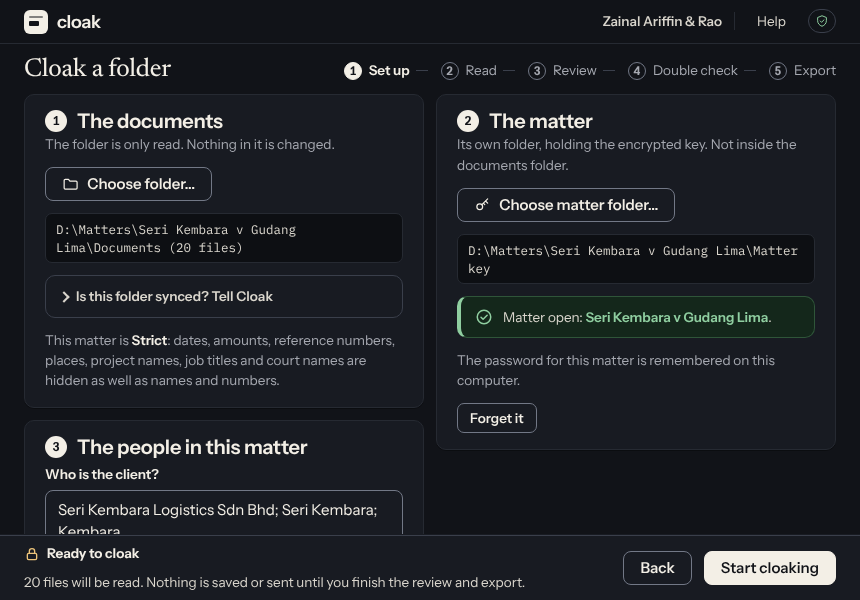 cloak
Zainal Ariffin & Rao
Help
Cloak a folder
1 Set up
2 Read
3 Review
4 Double check
5 Export
1 The documents
The folder is only read. Nothing in it is changed.
Choose folder...
D:\Matters\Seri Kembara v Gudang
Lima\Documents (20 files)
Is this folder synced? Tell Cloak
This matter is Strict: dates, amounts, reference numbers,
places, project names, job titles and court names are
hidden as well as names and numbers.
2 The matter
Its own folder, holding the encrypted key. Not inside the
documents folder.
Choose matter folder...
D:\Matters\Seri Kembara v Gudang Lima\Matter
key
Matter open: Seri Kembara v Gudang Lima.
The password for this matter is remembered on this
computer.
Forget it
3 The people in this matter
Who is the client?
Seri Kembara Logistics Sdn Bhd; Seri Kembara;
Kembara
Ready to cloak
20 files will be read. Nothing is saved or sent until you finish the review and export.
Back
Start cloaking